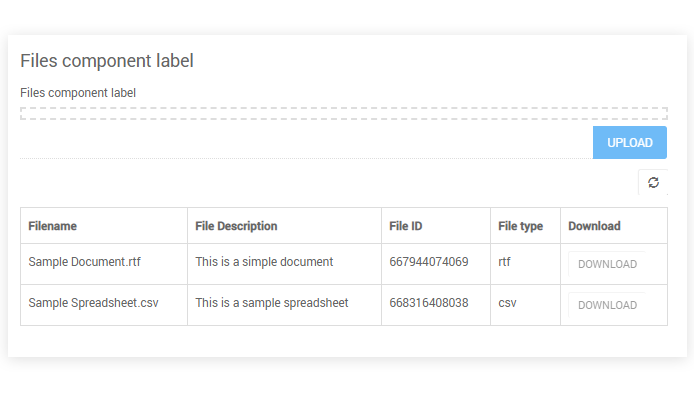 Files component label
Files component label
UPLOAD
Filename File Description File ID File type Download
Sample Document.rtf This is a simple document 667944074069 rtf DOWNLOAD
Sample Spreadsheet.csv This is a sample spreadsheet 668316408038 csv DOWNLOAD